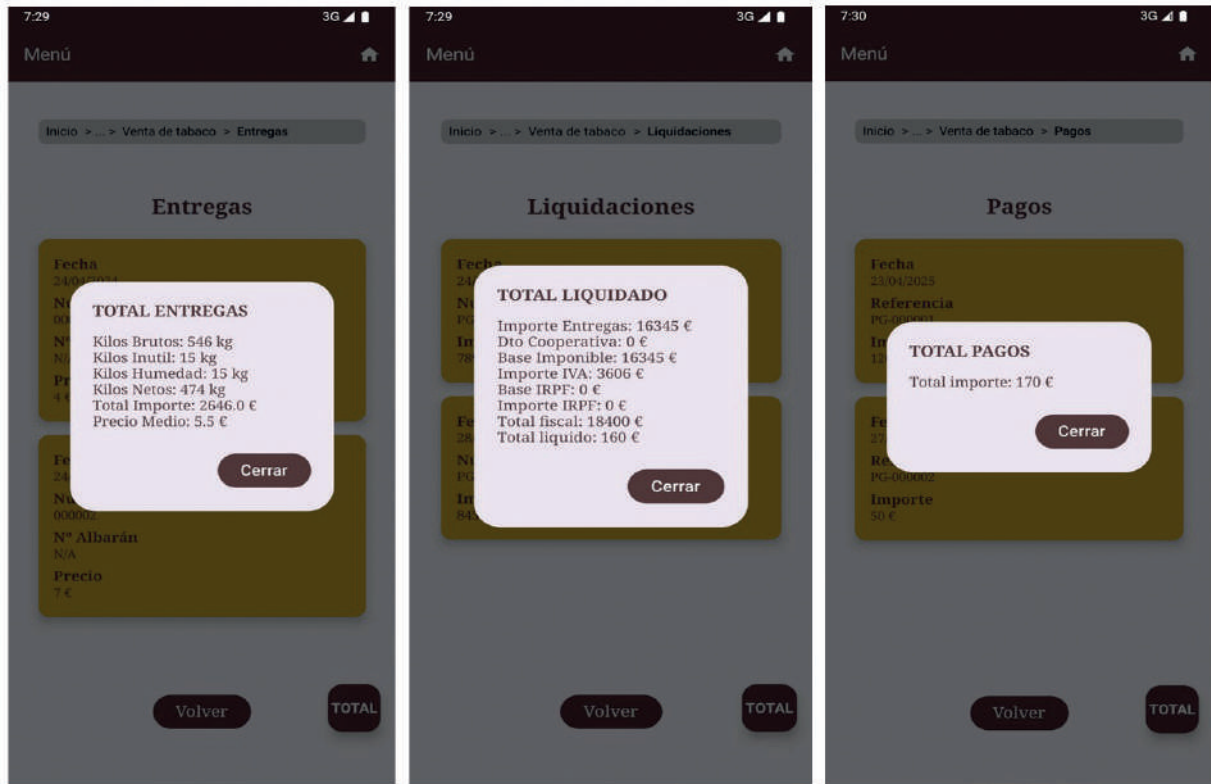 7:29
3G
Menú
Inicio > ... > Venta de tabaco > Entregas
Entregas
Fecha
TOTAL ENTREGAS
Kilos Brutos: 546 kg
Kilos Inutil: 15 kg
Kilos Humedad: 15 kg
Kilos Netos: 474 kg
Total Importe: 2646.0 €
Precio Medio: 5.5 €
Cerrar
000002
Nº Albarán
N/A
Precio
7 €
Volver
TOTAL
7:29
3G
Menú
Inicio > ... > Venta de tabaco > Liquidaciones
Liquidaciones
TOTAL LIQUIDADO
Importe Entregas: 16345 €
Dto Cooperativa: 0 €
Base Imponible: 16345 €
Importe IVA: 3606 €
Base IRPF: 0 €
Importe IRPF: 0 €
Total fiscal: 18400 €
Total liquido: 160 €
Cerrar
Volver
TOTAL
7:30
3G
Menú
Inicio > ... > Venta de tabaco > Pagos
Pagos
Fecha
23/04/2025
Referencia
PG-000001
TOTAL PAGOS
Total importe: 170 €
Cerrar
PG-000002
Importe
50 €
Volver
TOTAL